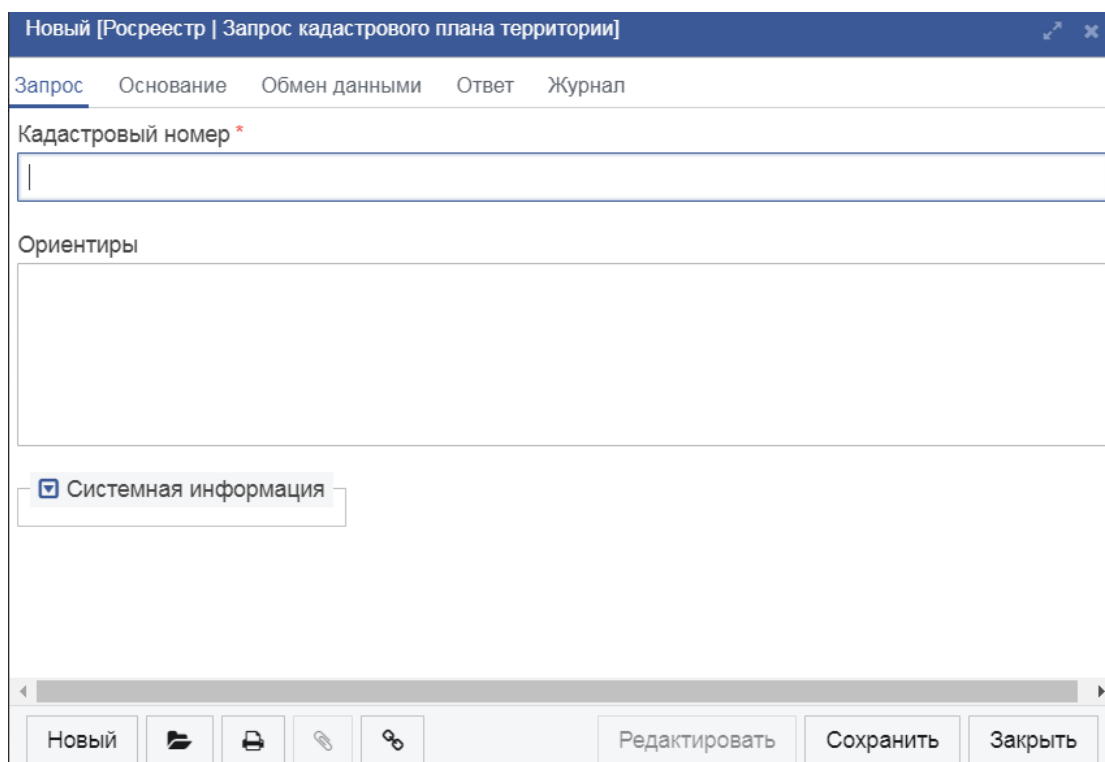 Новый [Росреестр | Запрос кадастрового плана территории]
Запрос Основание Обмен данными Ответ Журнал
Кадастровый номер *
Ориентиры
Системная информация
Новый Редактировать Сохранить Закрыть